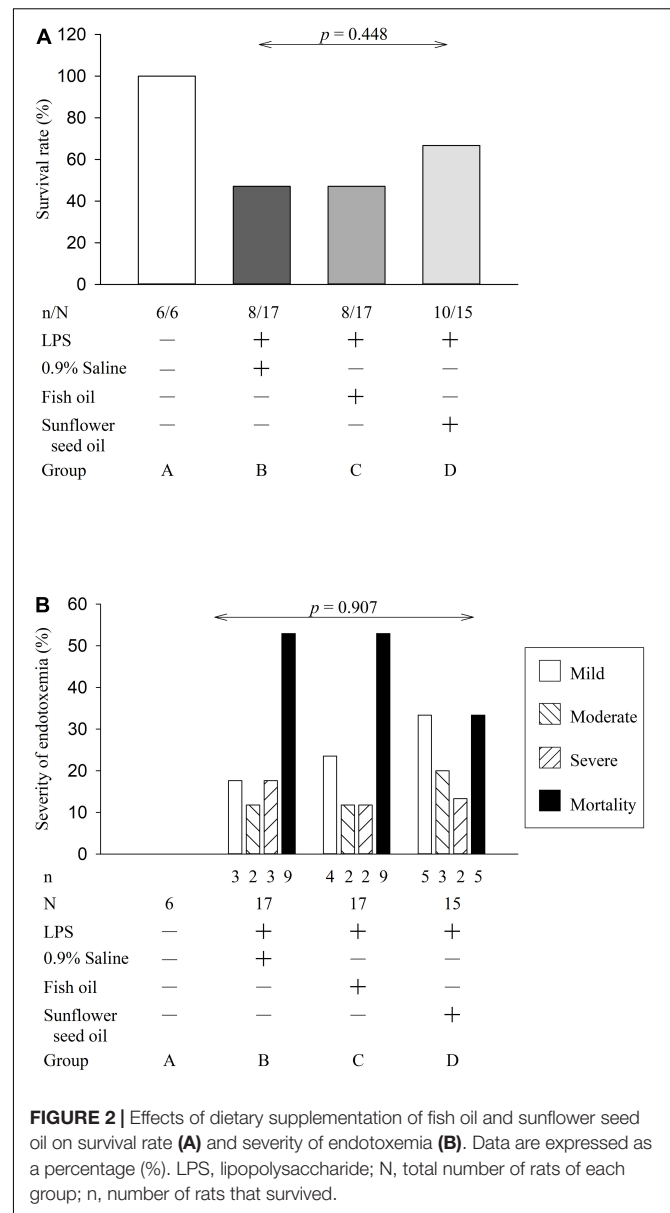 A
120
p = 0.448
100
80
60
40
20
0
Survival rate (%)
n/N 6/6 8/17 8/17 10/15
LPS — + + +
0.9% Saline — + — —
Fish oil — — + —
Sunflower
seed oil — — — +
Group A B C D
B
60
p = 0.907
50
40
30
20
10
0
Severity of endotoxemia (%)
Mild
Moderate
Severe
Mortality
n 3 2 3 9 4 2 2 9 5 3 2 5
N 6 17 17 15
LPS — + + +
0.9% Saline — + — —
Fish oil — — + —
Sunflower
seed oil — — — +
Group A B C D
FIGURE 2 | Effects of dietary supplementation of fish oil and sunflower seed
oil on survival rate (A) and severity of endotoxemia (B). Data are expressed as
a percentage (%). LPS, lipopolysaccharide; N, total number of rats of each
group; n, number of rats that survived.